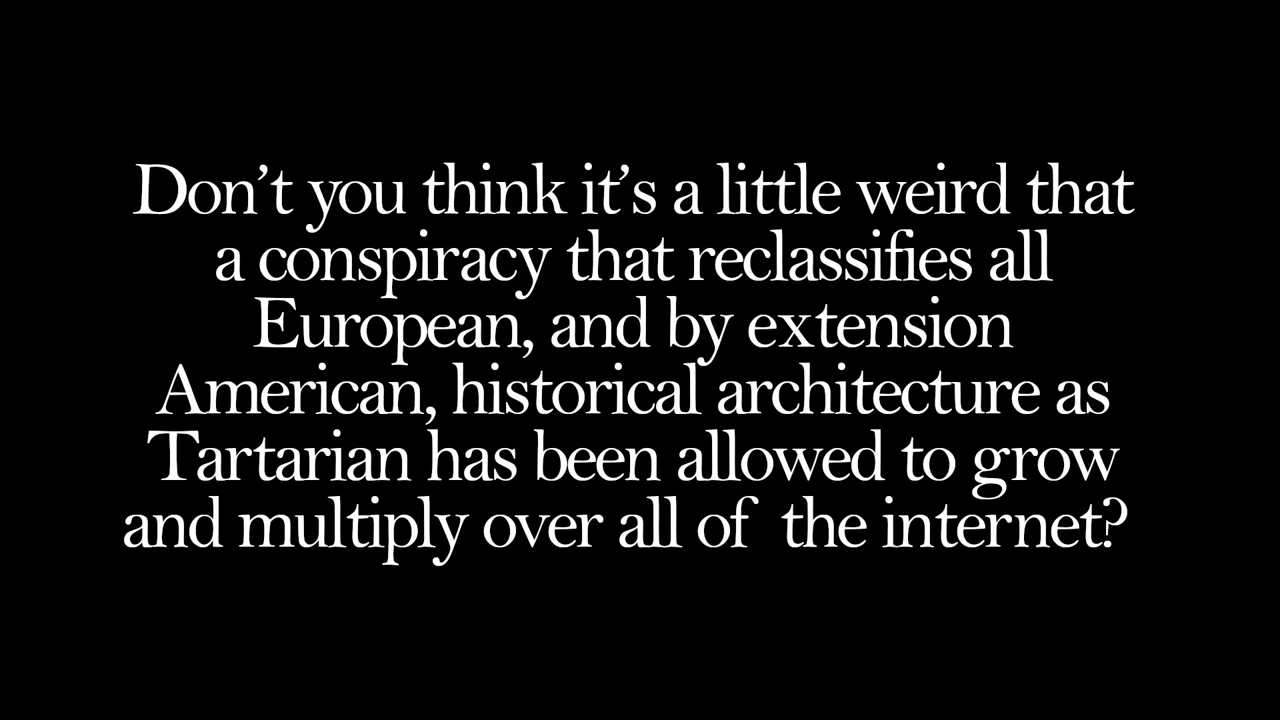 Don’t you think it’s a little weird that
a conspiracy that reclassifies all
European, and by extension
American, historical architecture as
Tartarian has been allowed to grow
and multiply over all of  the internet?